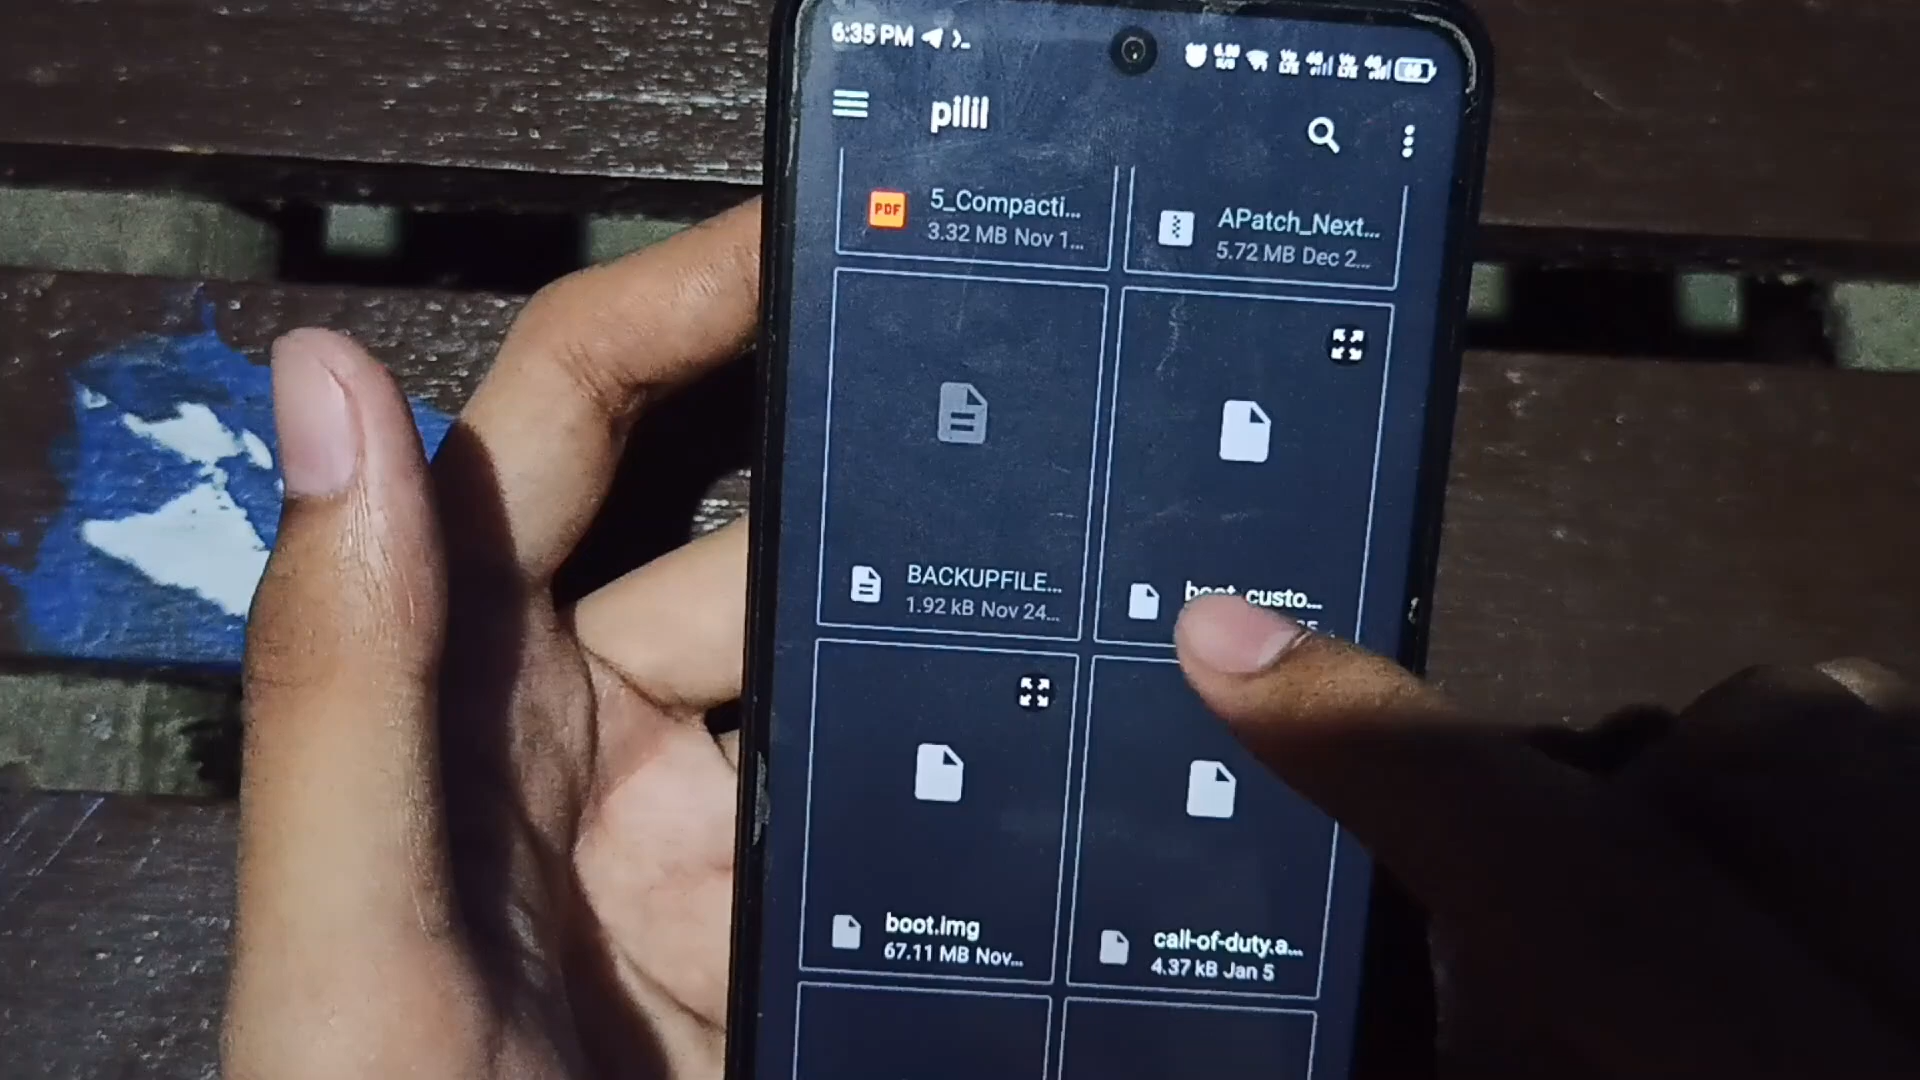 6:35 PM
pilil
PDF
5_Compacti...
3.32 MB Nov 1...
APatch_Next...
5.72 MB Dec 2...
BACKUPFILE...
1.92 kB Nov 24...
boot_custo...
boot.img
67.11 MB Nov...
call-of-duty.a...
4.37 kB Jan 5